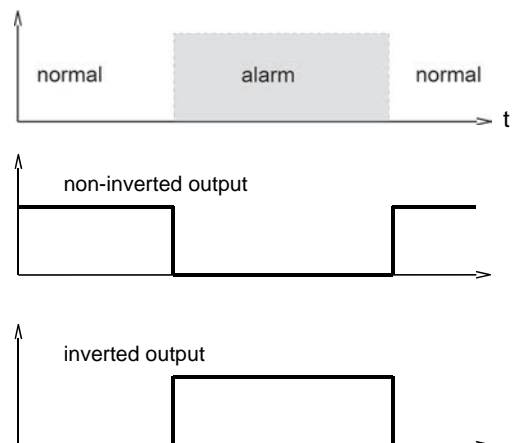 normal alarm normal
t
non-inverted output
inverted output